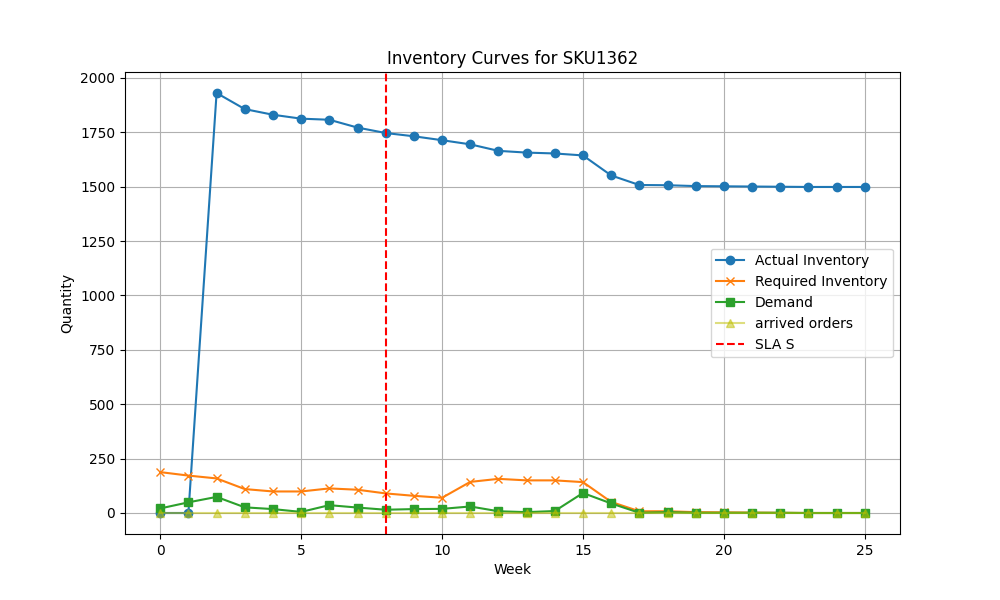 Inventory Curves for SKU1362
Quantity
2000
1750
1500
1250
1000
750
500
250
0
Actual Inventory
Required Inventory
Demand
arrived orders
SLA S
0 5 10 15 20 25
Week